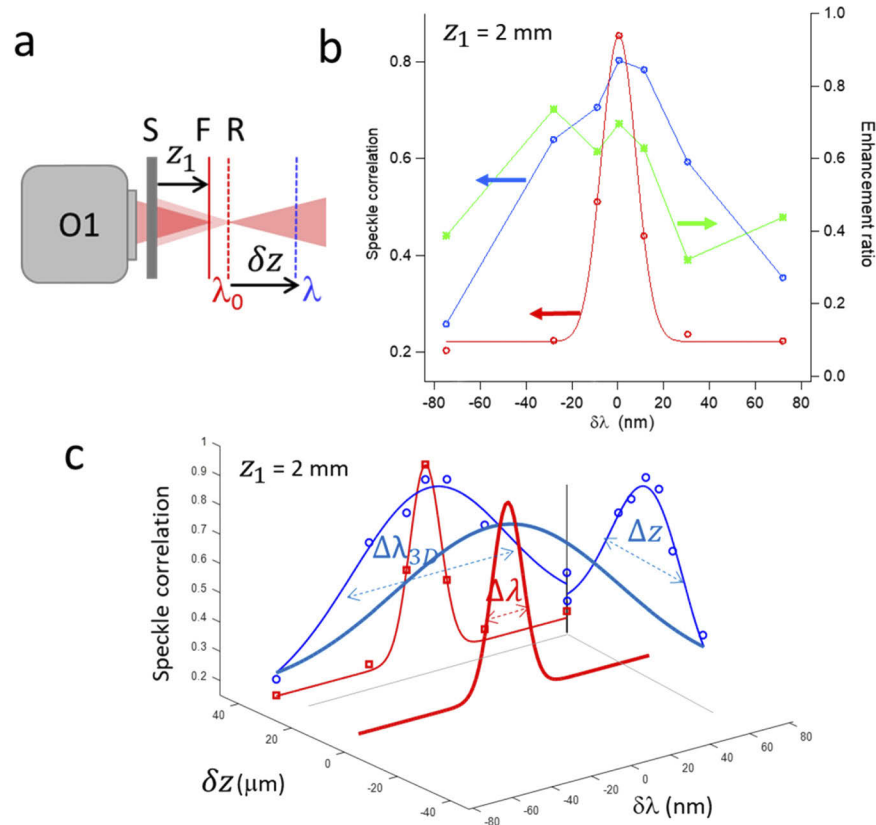 a
S F R
z₁
O1
δz
λ₀ λ
b
z₁ = 2 mm
Speckle correlation
0.8
0.6
0.4
0.2
Enhancement ratio
1.0
0.8
0.6
0.4
0.2
0.0
-80 -60 -40 -20 0 20 40 60 80
δλ (nm)
c
z₁ = 2 mm
Speckle correlation
1
0.9
0.8
0.7
0.6
0.5
0.4
0.3
0.2
Δλ3D
Δλ
Δz
40
20
0
-20
-40
δz (μm)
-80 -60 -40 -20 0 20 40 60 80
δλ (nm)